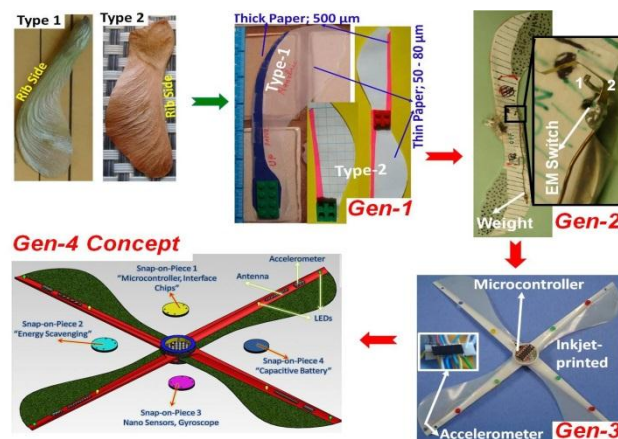 Type 1
Type 2
Rib Side
Rib Side
Thick Paper; 500 µm
Type-1
Thin Paper; 50 - 80 µm
Type-2
Gen-1
1
2
EM Switch
Weight
Gen-2
Gen-4 Concept
Accelerometer
Snap-on-Piece 1
"Microcontroller, Interface
Chips"
Antenna
LEDs
Snap-on-Piece 2
"Energy Scavenging"
Snap-on-Piece 4
"Capacitive Battery"
Snap-on-Piece 3
Nano Sensors, Gyroscope
Microcontroller
Inkjet-
printed
Accelerometer
Gen-3